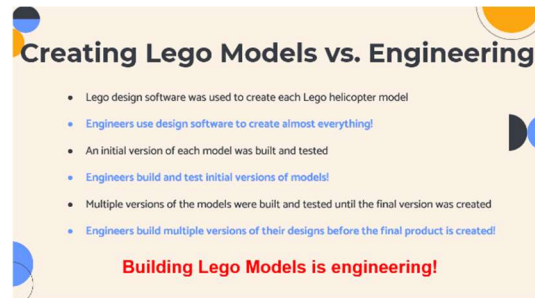 Creating Lego Models vs. Engineering
● Lego design software was used to create each Lego helicopter model
● Engineers use design software to create almost everything!
● An initial version of each model was built and tested
● Engineers build and test initial versions of models!
● Multiple versions of the models were built and tested until the final version was created
● Engineers build multiple versions of their designs before the final product is created!
Building Lego Models is engineering!